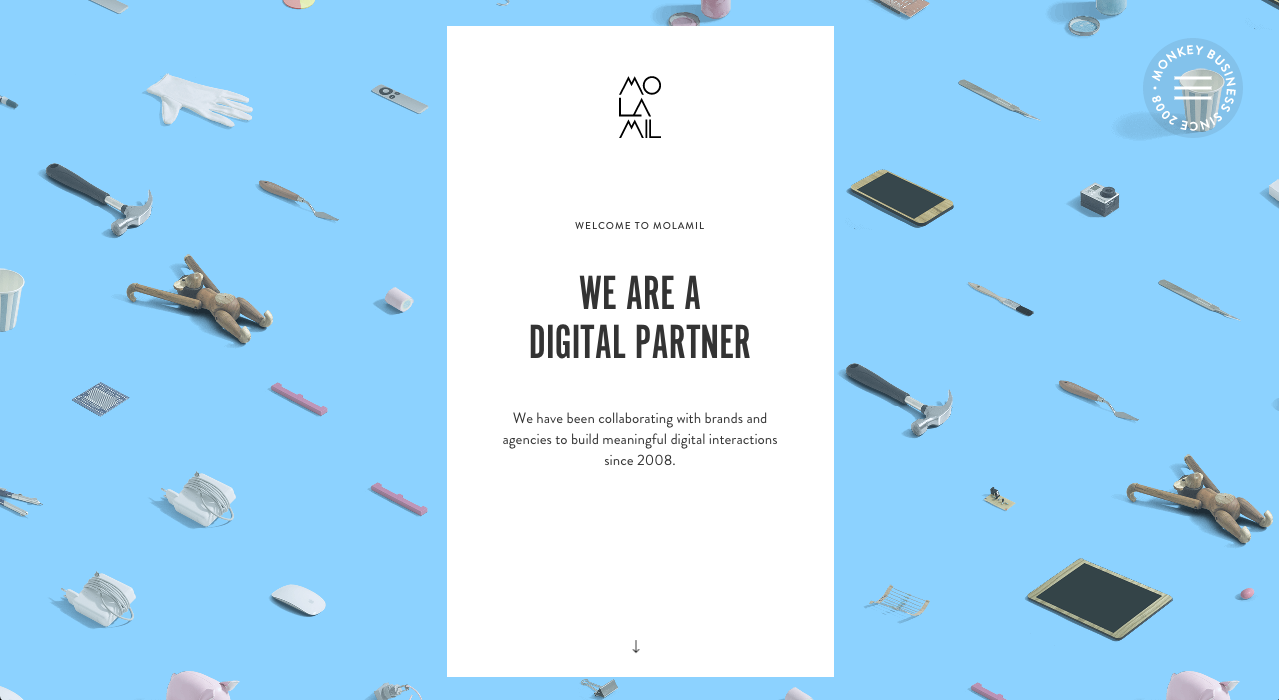 MO
LA
MIL
MONKEY BUSINESS SINCE 2008 •
WELCOME TO MOLAMIL
WE ARE A
DIGITAL PARTNER
We have been collaborating with brands and
agencies to build meaningful digital interactions
since 2008.